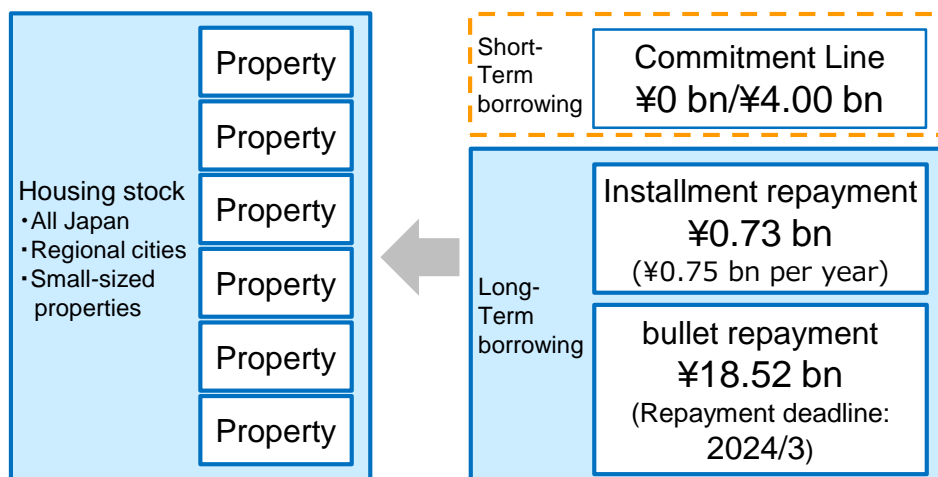 Housing stock
・All Japan
・Regional cities
・Small-sized
properties
Property
Property
Property
Property
Property
Property
Short-
Term
borrowing
Commitment Line
¥0 bn/¥4.00 bn
Long-
Term
borrowing
Installment repayment
¥0.73 bn
(¥0.75 bn per year)
bullet repayment
¥18.52 bn
(Repayment deadline:
2024/3)